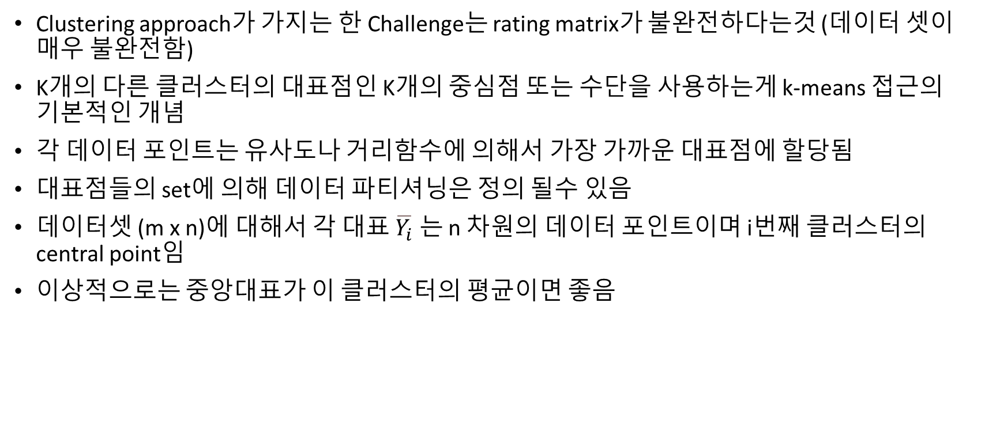 • Clustering approach가 가지는 한 Challenge는 rating matrix가 불완전하다는것 (데이터 셋이
매우 불완전함)
• K개의 다른 클러스터의 대표점인 K개의 중심점 또는 수단을 사용하는게 k-means 접근의
기본적인 개념
• 각 데이터 포인트는 유사도나 거리함수에 의해서 가장 가까운 대표점에 할당됨
• 대표점들의 set에 의해 데이터 파티셔닝은 정의 될수 있음
• 데이터셋 (m x n)에 대해서 각 대표 $\overline{Y_i}$ 는 n 차원의 데이터 포인트이며 i번째 클러스터의
central point임
• 이상적으로는 중앙대표가 이 클러스터의 평균이면 좋음